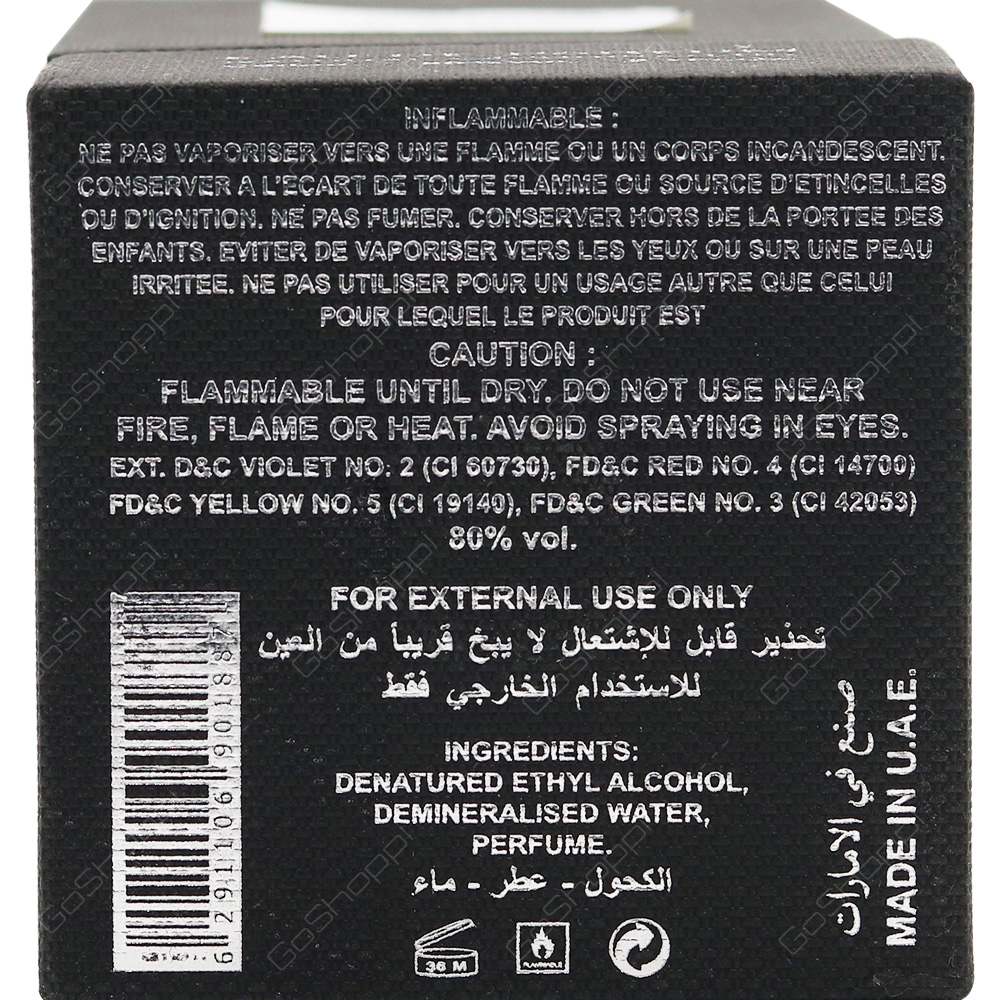 INFLAMMABLE :
NE PAS VAPORISER VERS UNE FLAMME OU UN CORPS INCANDESCENT.
CONSERVER A L'ECART DE TOUTE FLAMME OU SOURCE D'ETINCELLES
OU D'IGNITION. NE PAS FUMER. CONSERVER HORS DE LA PORTEE DES
ENFANTS. EVITER DE VAPORISER VERS LES YEUX OU SUR UNE PEAU
IRRITEE. NE PAS UTILISER POUR UN USAGE AUTRE QUE CELUI
POUR LEQUEL LE PRODUIT EST
CAUTION :
FLAMMABLE UNTIL DRY. DO NOT USE NEAR
FIRE, FLAME OR HEAT. AVOID SPRAYING IN EYES.
EXT. D&C VIOLET NO: 2 (CI 60730), FD&C RED NO. 4 (CI 14700)
FD&C YELLOW NO. 5 (CI 19140), FD&C GREEN NO. 3 (CI 42053)
80% vol.
FOR EXTERNAL USE ONLY
تحذير قابل للإشتعال لا يبخ قريباً من العين
للاستخدام الخارجي فقط
INGREDIENTS:
DENATURED ETHYL ALCOHOL,
DEMINERALISED WATER,
PERFUME.
الكحول - عطر - ماء
36 M
FLAMMABLE
6 291106 901887
صنع في الامارات
MADE IN U.A.E.
GoShoppi